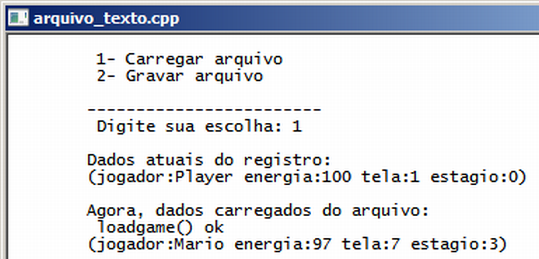 arquivo_texto.cpp
1- Carregar arquivo
2- Gravar arquivo
------------------------
Digite sua escolha: 1
Dados atuais do registro:
(jogador:Player energia:100 tela:1 estagio:0)
Agora, dados carregados do arquivo:
loadgame() ok
(jogador:Mario energia:97 tela:7 estagio:3)